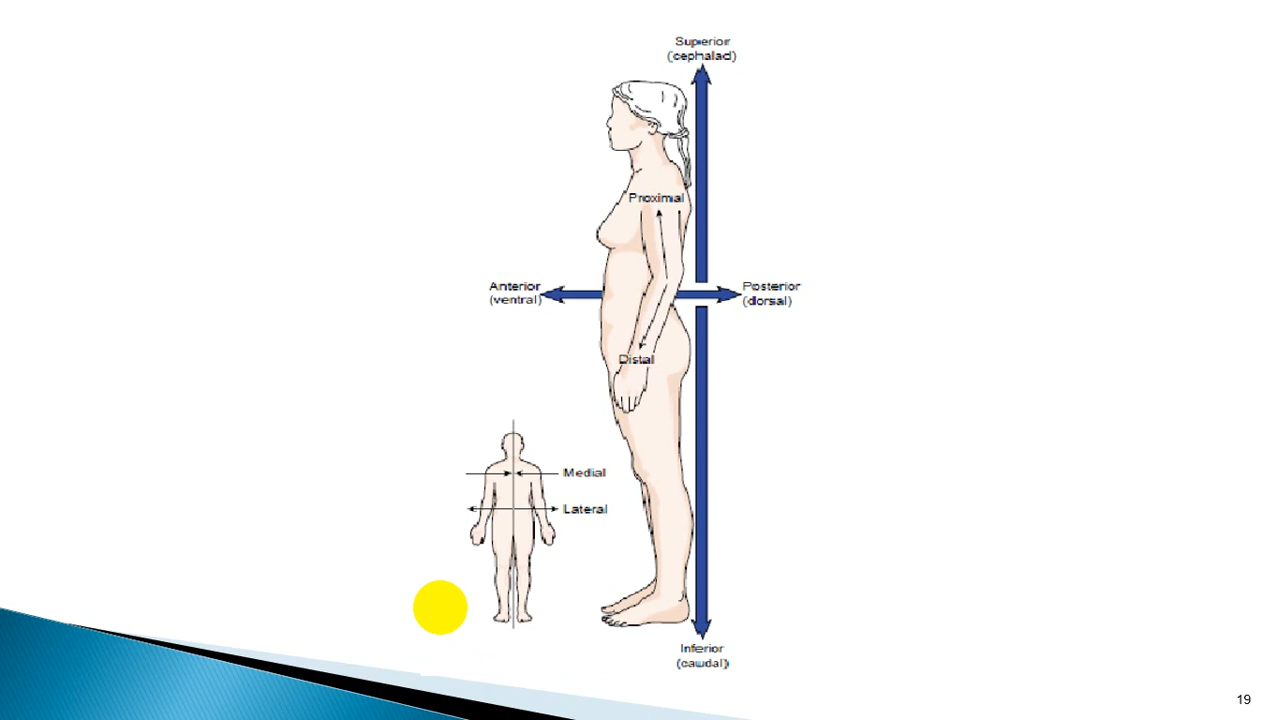 Superior
(cephalad)
Proximal
Anterior
(ventral)
Posterior
(dorsal)
Distal
Medial
Lateral
Inferior
(caudal)
19